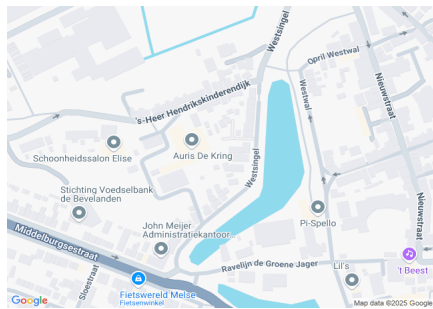 Westsingel
Opril Westwal
Nieuwstraat
's-Heer Hendrikskinderendijk
Westwal
Auris De Kring
Schoonheidssalon Elise
Westsingel
Stichting Voedselbank
de Bevelanden
Nieuwstraat
Pi-Spello
John Meijer
Administratiekantoor...
Middelburgsestraat
't Beest
Ravelijn de Groene Jager
Lil's
Sloestraat
Fietswereld Melse
Fietsenwinkel
Google
Map data ©2025 Google